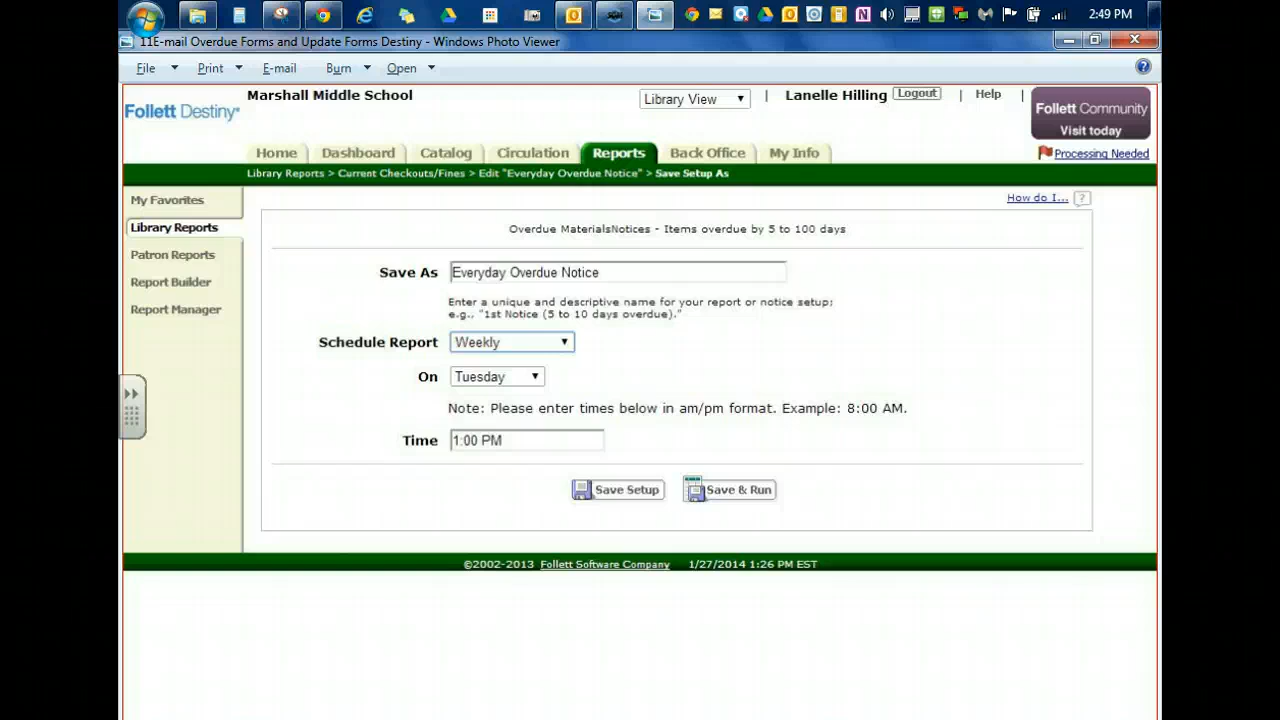 2:49 PM
11E-mail Overdue Forms and Update Forms Destiny - Windows Photo Viewer
File Print E-mail Burn Open
Marshall Middle School Library View | Lanelle Hilling Logout | Help |
Follett Destiny
Follett Community
Visit today
Home Dashboard Catalog Circulation Reports Back Office My Info
Processing Needed
Library Reports > Current Checkouts/Fines > Edit "Everyday Overdue Notice" > Save Setup As
My Favorites
Library Reports
Patron Reports
Report Builder
Report Manager
How do I... ?
Overdue MaterialsNotices - Items overdue by 5 to 100 days
Save As Everyday Overdue Notice
Enter a unique and descriptive name for your report or notice setup;
e.g., "1st Notice (5 to 10 days overdue)."
Schedule Report Weekly
On Tuesday
Note: Please enter times below in am/pm format. Example: 8:00 AM.
Time 1:00 PM
Save Setup Save & Run
©2002-2013 Follett Software Company 1/27/2014 1:26 PM EST